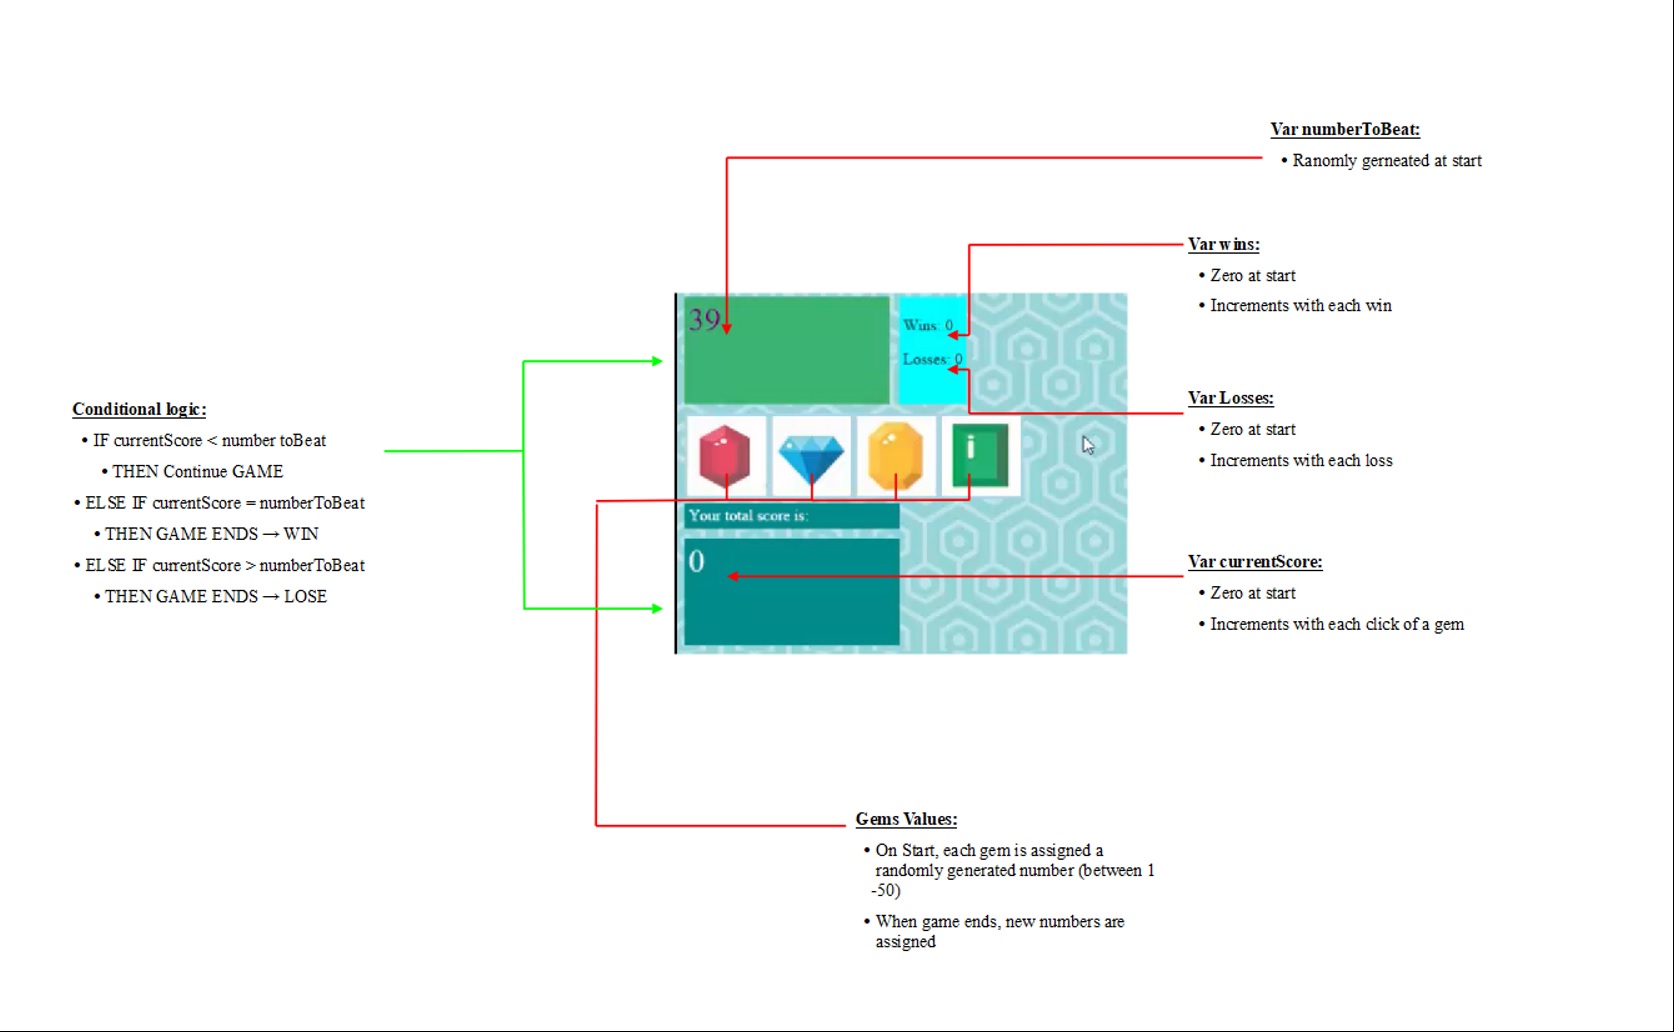 Var numberToBeat:
• Ranomly gerneated at start
Var wins:
• Zero at start
• Increments with each win
39
Wins: 0
Losses: 0
Var Losses:
• Zero at start
• Increments with each loss
Conditional logic:
• IF currentScore < number toBeat
• THEN Continue GAME
• ELSE IF currentScore = numberToBeat
• THEN GAME ENDS → WIN
• ELSE IF currentScore > numberToBeat
• THEN GAME ENDS → LOSE
i
Your total score is:
0
Var currentScore:
• Zero at start
• Increments with each click of a gem
Gems Values:
• On Start, each gem is assigned a
randomly generated number (between 1
-50)
• When game ends, new numbers are
assigned